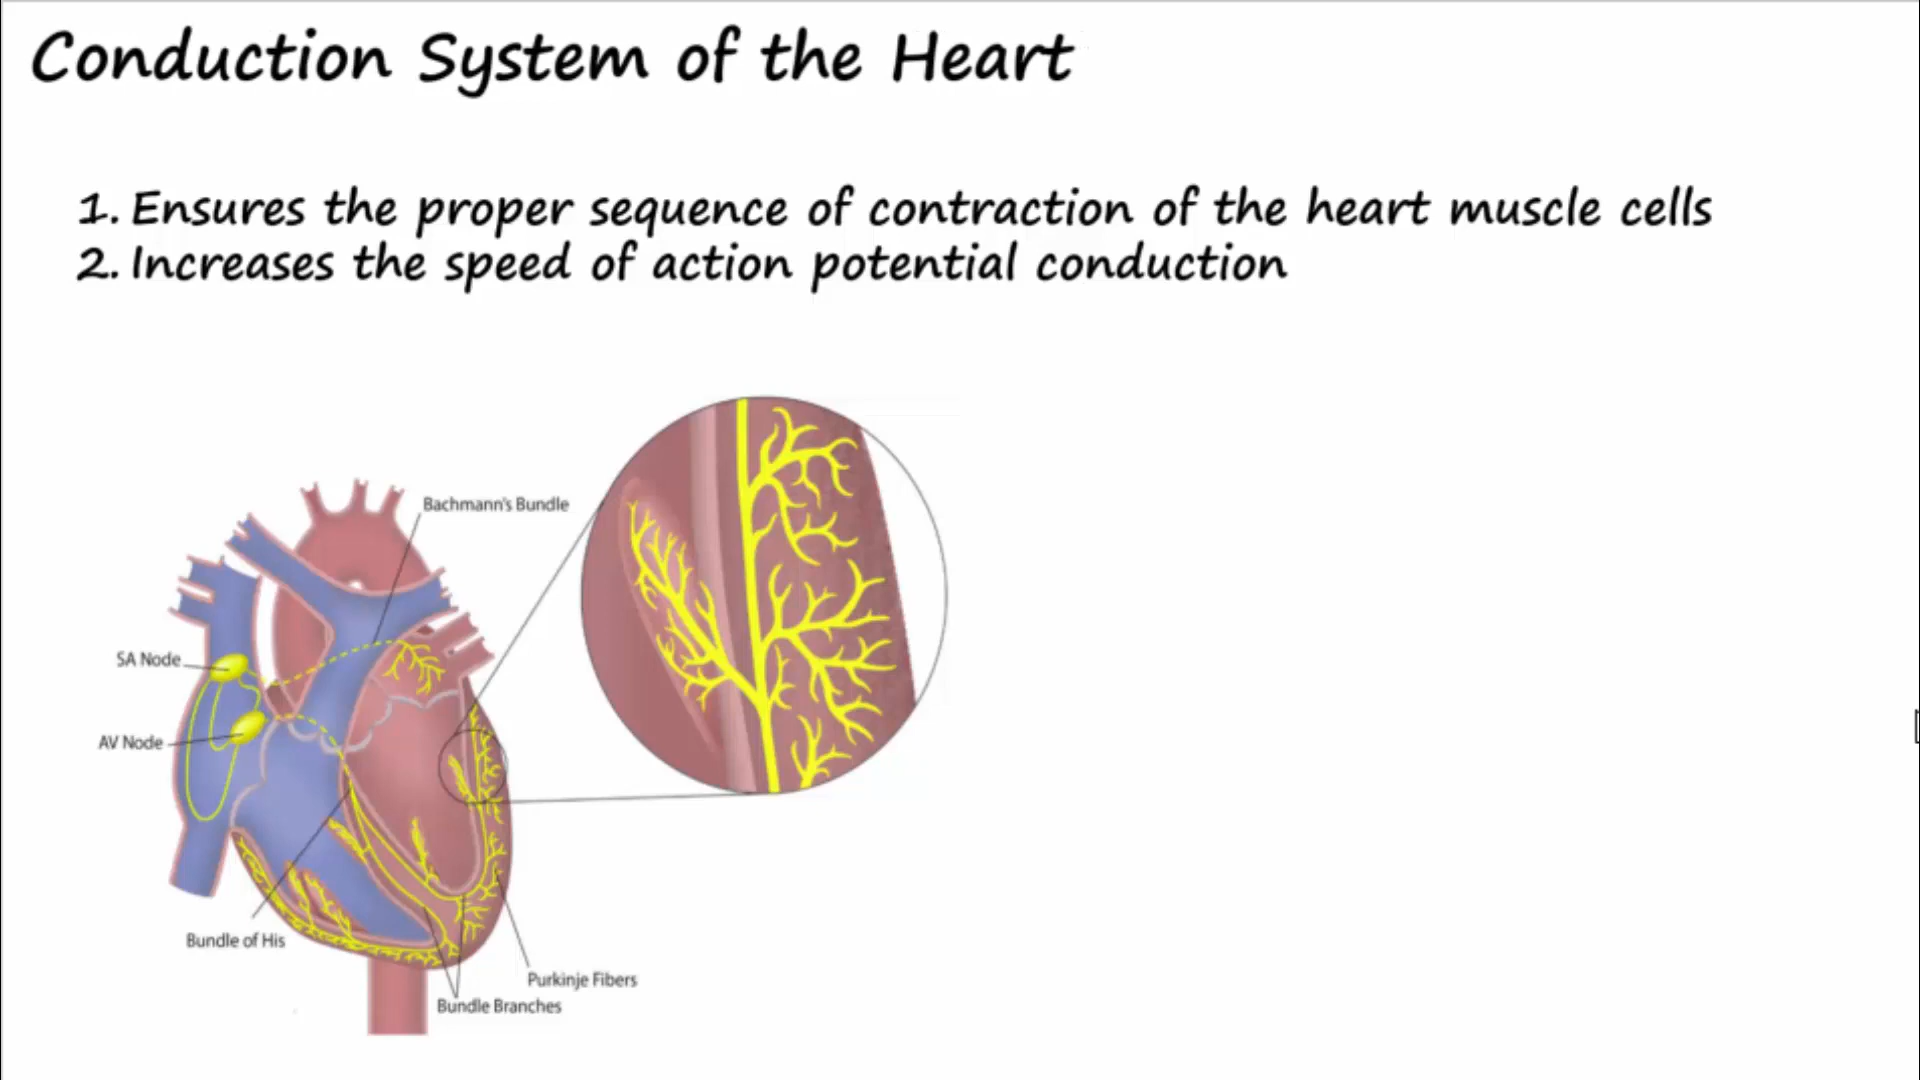 Conduction System of the Heart
1. Ensures the proper sequence of contraction of the heart muscle cells
2. Increases the speed of action potential conduction
Bachmann's Bundle
SA Node
AV Node
Bundle of His
Purkinje Fibers
Bundle Branches